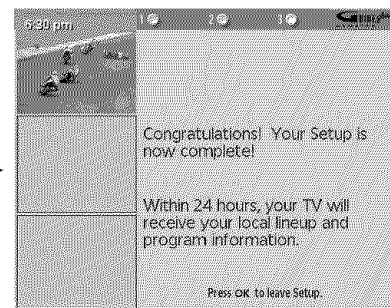 6:30 pm
1
2
3
Congratulations! Your Setup is
now complete!
Within 24 hours, your TV will
receive your local lineup and
program information.
Press OK to leave Setup.